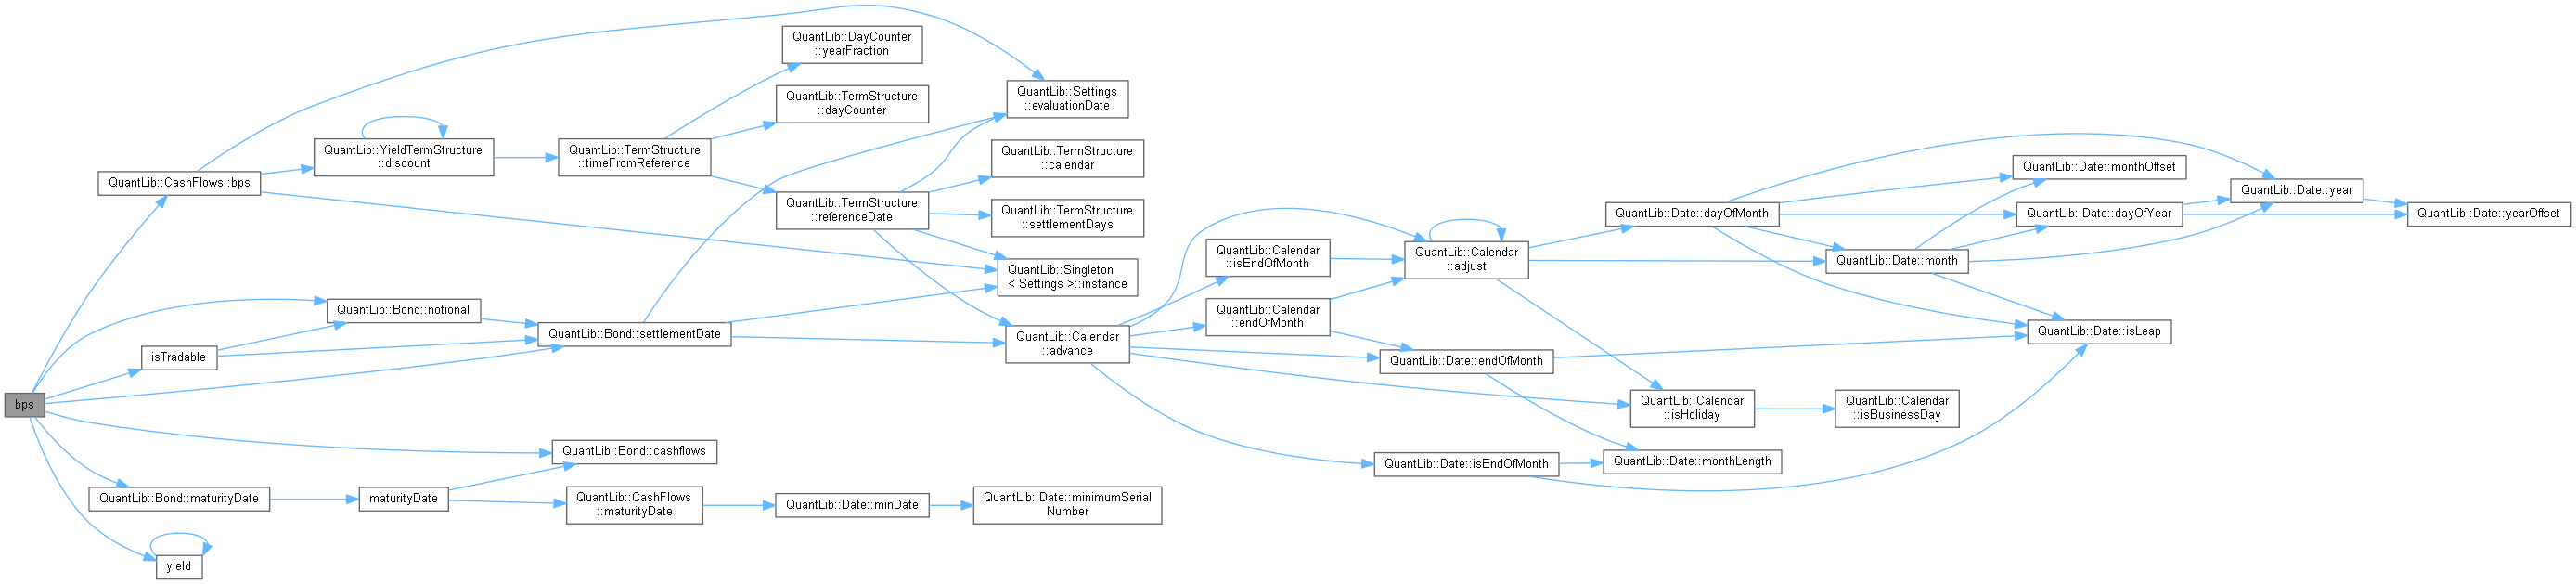 bps
QuantLib::CashFlows::bps
isTradable
QuantLib::Bond::maturityDate
yield
QuantLib::YieldTermStructure
::discount
QuantLib::Bond::notional
maturityDate
QuantLib::TermStructure
::timeFromReference
QuantLib::Bond::settlementDate
QuantLib::Bond::cashflows
QuantLib::CashFlows
::maturityDate
QuantLib::DayCounter
::yearFraction
QuantLib::TermStructure
::dayCounter
QuantLib::TermStructure
::referenceDate
QuantLib::Date::minDate
QuantLib::Settings
::evaluationDate
QuantLib::TermStructure
::calendar
QuantLib::TermStructure
::settlementDays
QuantLib::Singleton
< Settings >::instance
QuantLib::Calendar
::advance
QuantLib::Date::minimumSerial
Number
QuantLib::Calendar
::isEndOfMonth
QuantLib::Calendar
::endOfMonth
QuantLib::Calendar
::adjust
QuantLib::Date::endOfMonth
QuantLib::Date::isEndOfMonth
QuantLib::Date::dayOfMonth
QuantLib::Calendar
::isHoliday
QuantLib::Date::monthLength
QuantLib::Date::month
QuantLib::Calendar
::isBusinessDay
QuantLib::Date::monthOffset
QuantLib::Date::dayOfYear
QuantLib::Date::isLeap
QuantLib::Date::year
QuantLib::Date::yearOffset